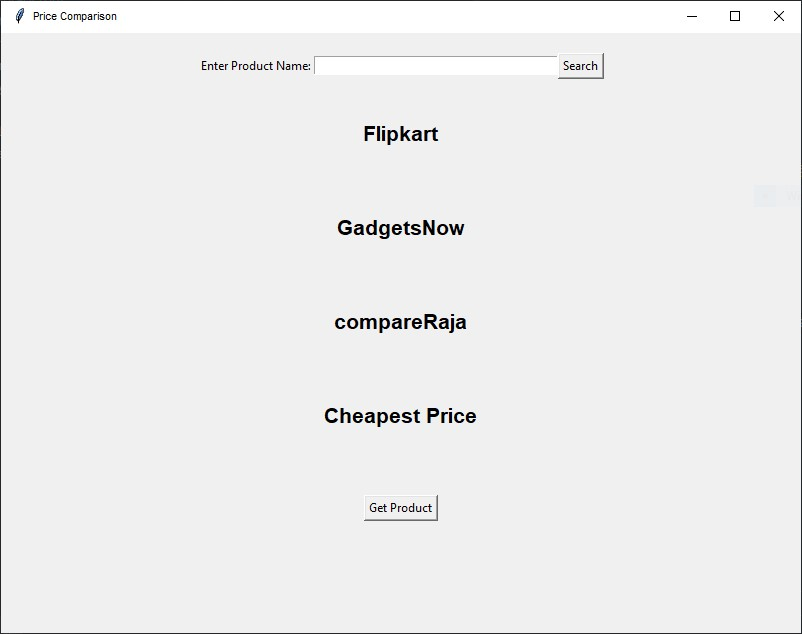 Price Comparison
Enter Product Name: Search
Flipkart
GadgetsNow
compareRaja
Cheapest Price
Get Product